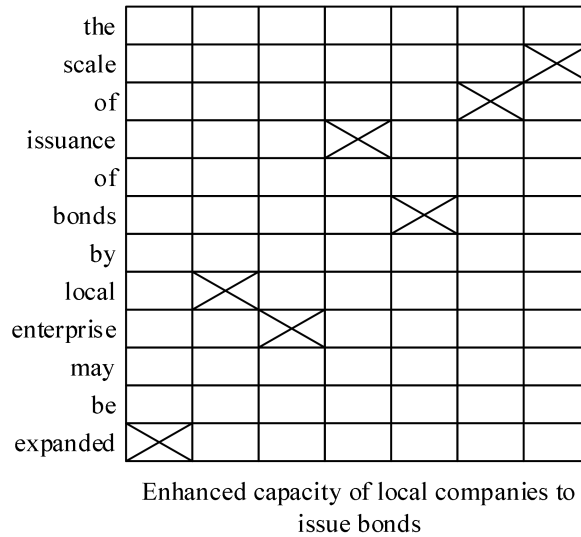 the
scale
of
issuance
of
bonds
by
local
enterprise
may
be
expanded
Enhanced capacity of local companies to
issue bonds